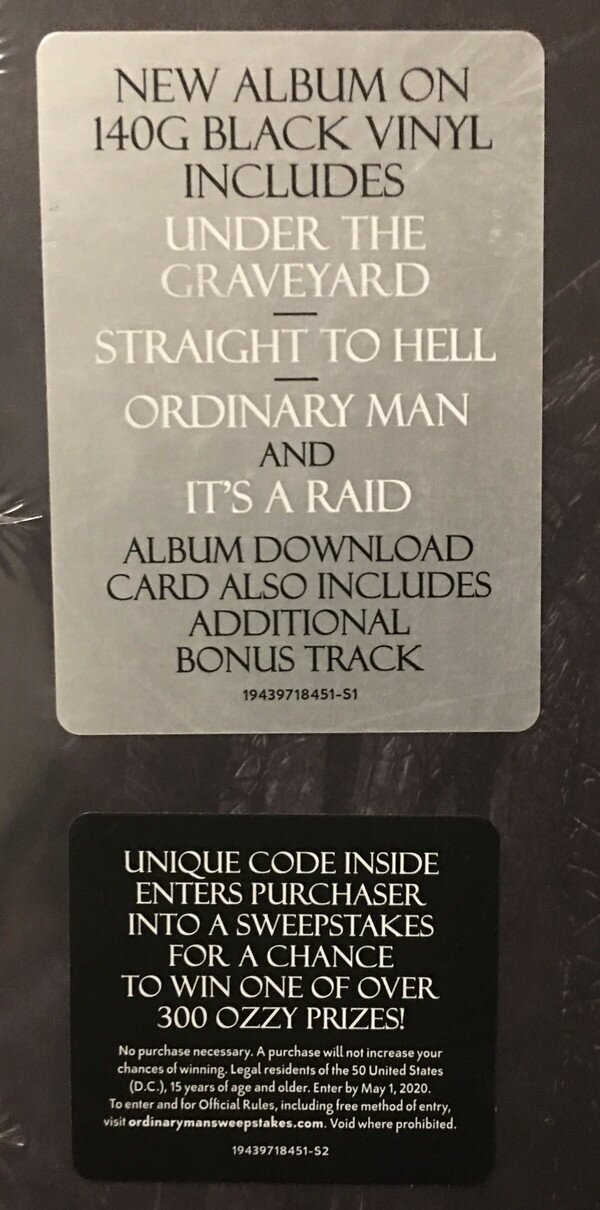 NEW ALBUM ON
140G BLACK VINYL
INCLUDES
UNDER THE
GRAVEYARD
STRAIGHT TO HELL
ORDINARY MAN
AND
IT'S A RAID
ALBUM DOWNLOAD
CARD ALSO INCLUDES
ADDITIONAL
BONUS TRACK
19439718451-S1
UNIQUE CODE INSIDE
ENTERS PURCHASER
INTO A SWEEPSTAKES
FOR A CHANCE
TO WIN ONE OF OVER
300 OZZY PRIZES!
No purchase necessary. A purchase will not increase your
chances of winning. Legal residents of the 50 United States
(D.C.), 15 years of age and older. Enter by May 1, 2020.
To enter and for Official Rules, including free method of entry,
visit ordinarymansweepstakes.com. Void where prohibited.
19439718451-S2